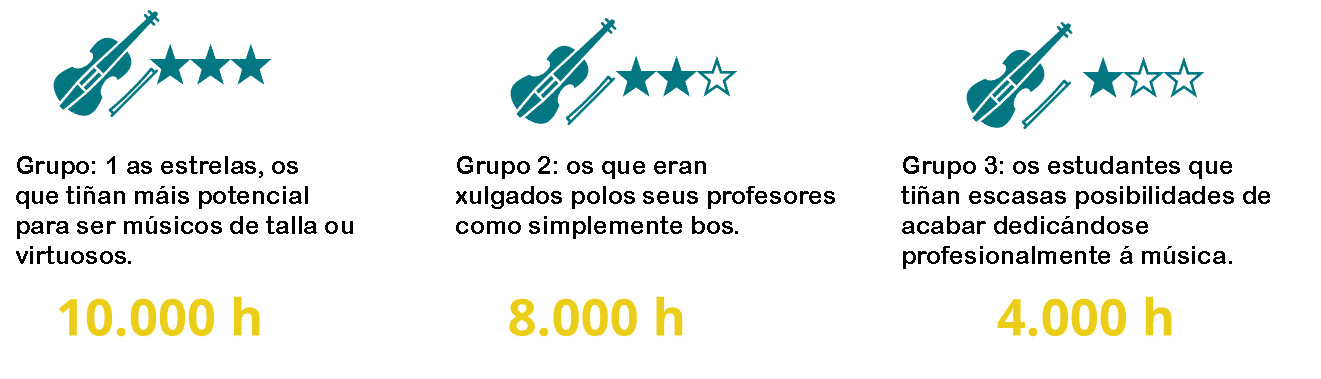 Grupo: 1 as estrelas, os
que tiñan máis potencial
para ser músicos de talla ou
virtuosos.
10.000 h
Grupo 2: os que eran
xulgados polos seus profesores
como simplemente bos.
8.000 h
Grupo 3: os estudantes que
tiñan escasas posibilidades de
acabar dedicándose
profesionalmente á música.
4.000 h